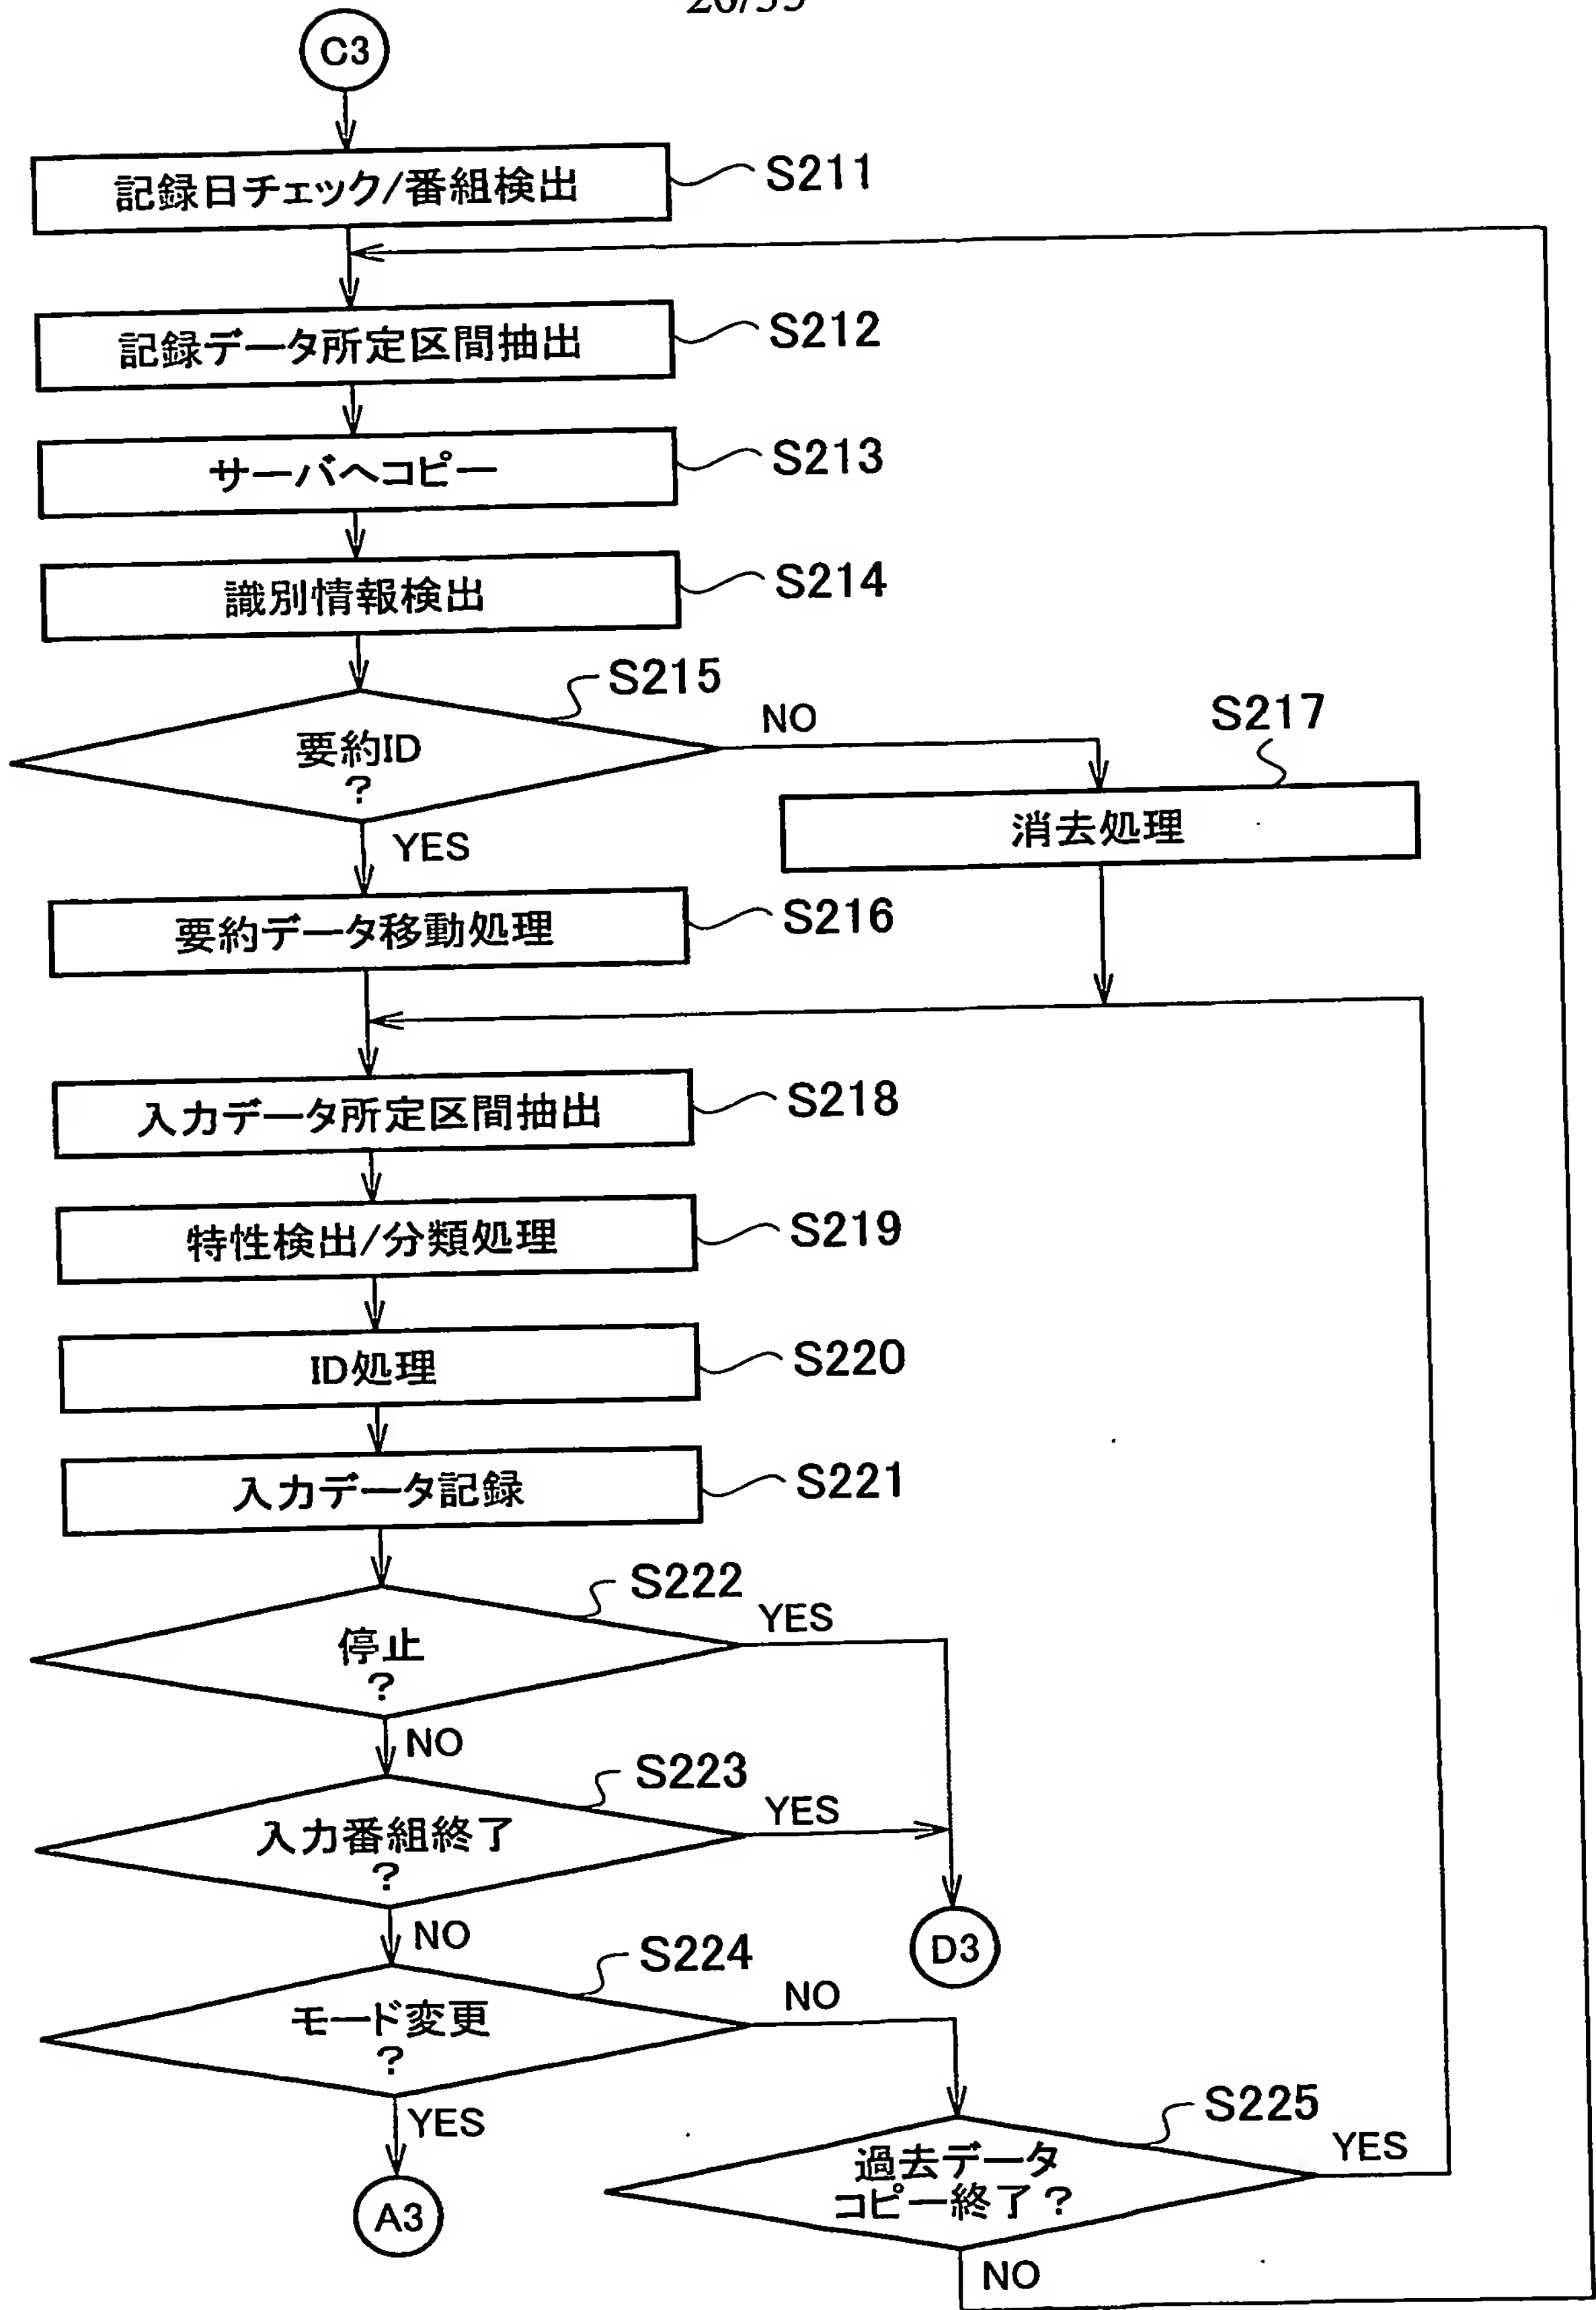 C3
記録日チェック/番組検出
S211
記録データ所定区間抽出
S212
サーバへコピー
S213
識別情報検出
S214
S215
要約ID
?
NO
S217
消去処理
YES
要約データ移動処理
S216
入力データ所定区間抽出
S218
特性検出/分類処理
S219
ID処理
S220
入力データ記録
S221
S222
停止
?
YES
NO
S223
入力番組終了
?
YES
NO
D3
S224
モード変更
?
NO
YES
S225
過去データ
コピー終了?
YES
A3
NO